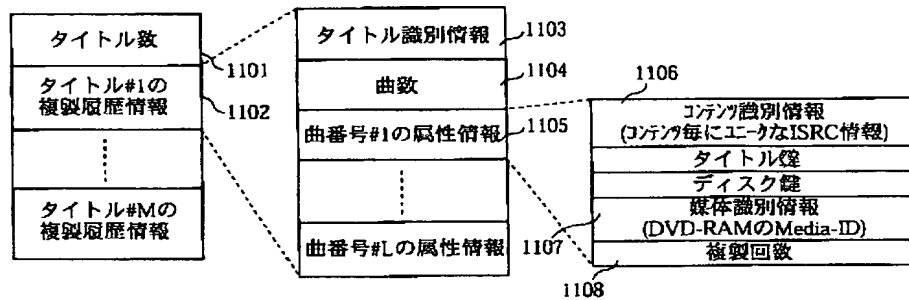 タイトル数
1101
タイトル#1の
複製履歴情報
1102
タイトル#Mの
複製履歴情報
タイトル識別情報
1103
曲数
1104
曲番号#1の属性情報
1105
曲番号#Lの属性情報
1106
コンテンツ識別情報
(コンテンツ毎にユニークなISRC情報)
タイトル鍵
ディスク鍵
媒体識別情報
(DVD-RAMのMedia-ID)
1107
複製回数
1108